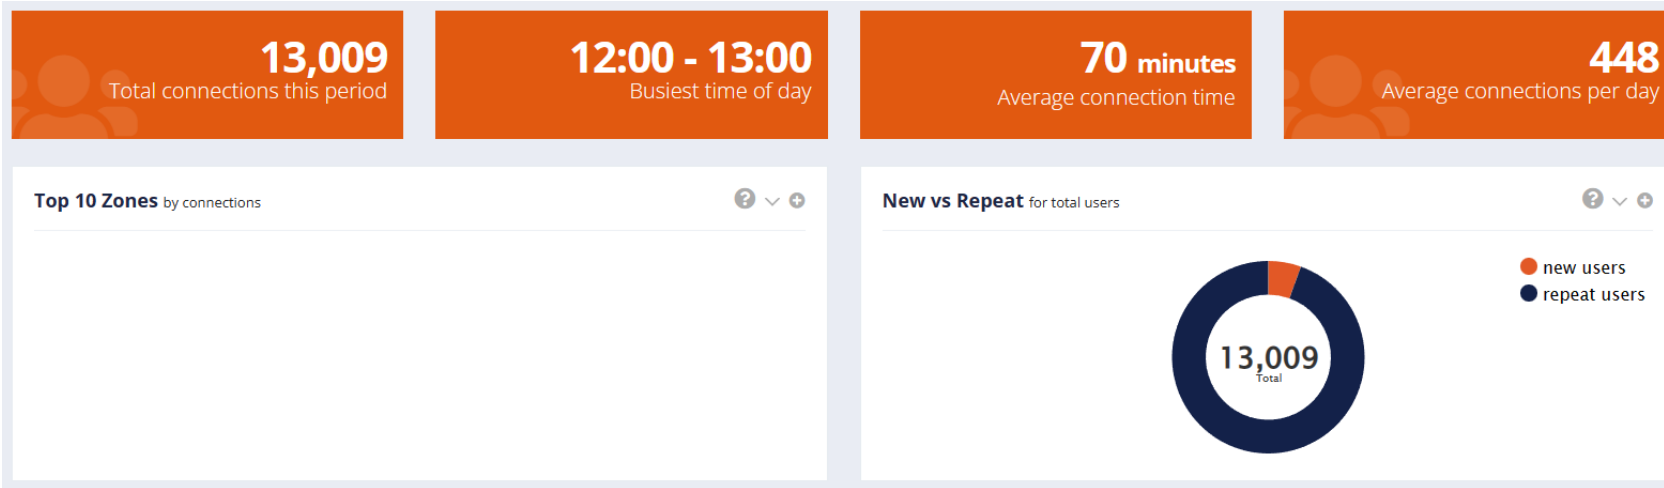 13,009
Total connections this period
12:00 - 13:00
Busiest time of day
70 minutes
Average connection time
448
Average connections per day
Top 10 Zones by connections
New vs Repeat for total users
new users
repeat users
13,009
Total